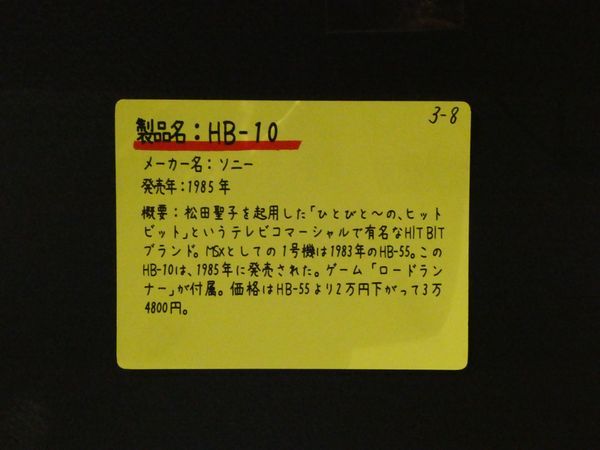 3-8
製品名：HB-10
メーカー名：ソニー
発売年：1985年
概要：松田聖子を起用した「ひとびと〜の、ヒット
ビット」というテレビコマーシャルで有名なHIT BIT
ブランド。MSXとしての1号機は1983年のHB-55。この
HB-10は、1985年に発売された。ゲーム「ロードラン
ナー」が付属。価格はHB-55より2万円下がって3万
4800円。